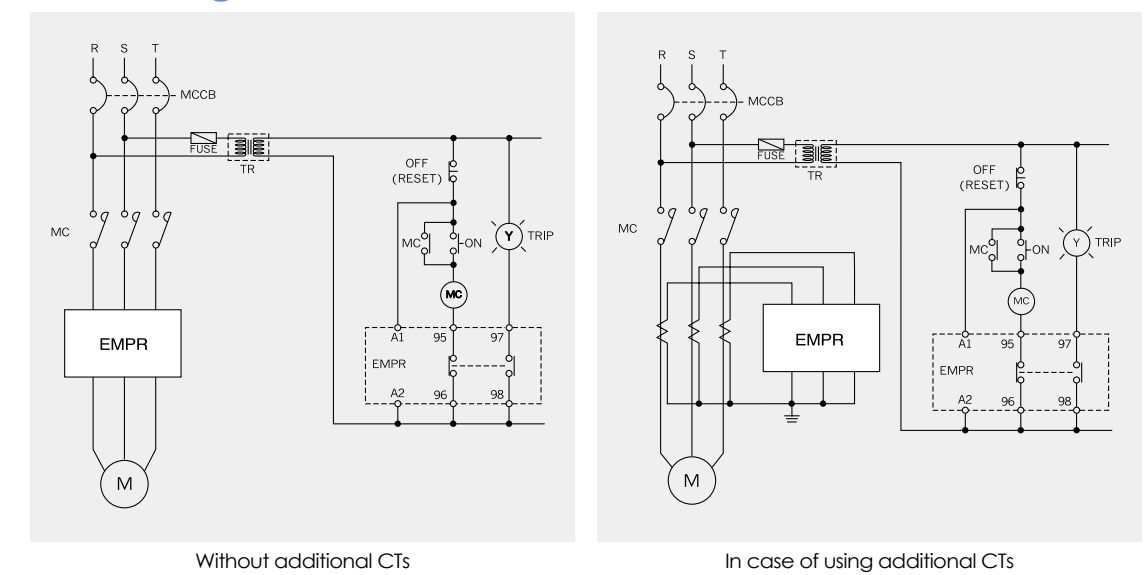 R S T
MCCB
FUSE
TR
OFF
(RESET)
MC
MC
ON
Y
TRIP
MC
A1
95
97
EMPR
EMPR
A2
96
98
M
Without additional CTs
R S T
MCCB
FUSE
TR
OFF
(RESET)
MC
MC
ON
Y
TRIP
MC
EMPR
A1
95
97
EMPR
A2
96
98
M
In case of using additional CTs